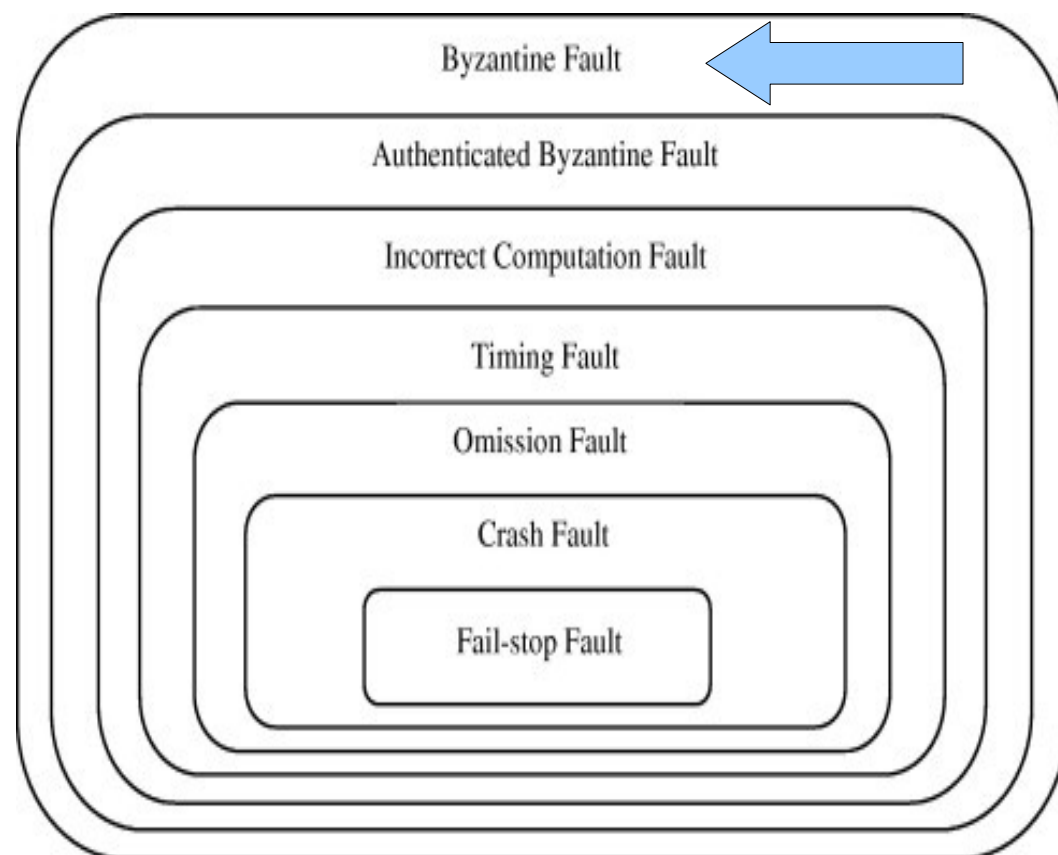 Byzantine Fault
Authenticated Byzantine Fault
Incorrect Computation Fault
Timing Fault
Omission Fault
Crash Fault
Fail-stop Fault